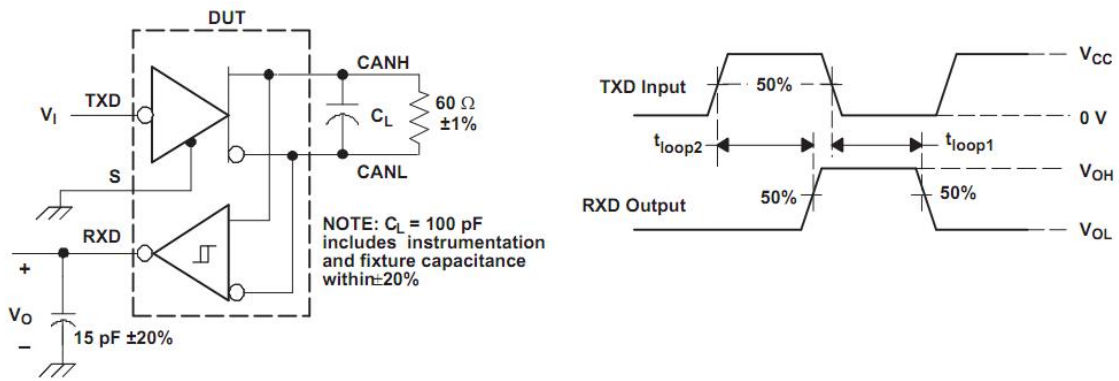 DUT
CANH
TXD
V_I
C_L
60 Ω
±1%
S
CANL
RXD
NOTE: C_L = 100 pF
includes instrumentation
and fixture capacitance
within±20%
+
V_O
15 pF ±20%
–
V_CC
TXD Input
50%
0 V
t_loop2
t_loop1
V_OH
50%
50%
RXD Output
V_OL